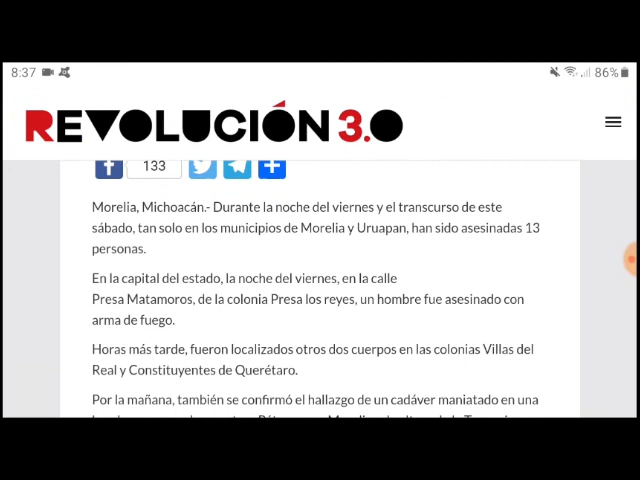 8:37 86%
REVOLUCIÓN 3.0
133
Morelia, Michoacán.- Durante la noche del viernes y el transcurso de este
sábado, tan solo en los municipios de Morelia y Uruapan, han sido asesinadas 13
personas.
En la capital del estado, la noche del viernes, en la calle
Presa Matamoros, de la colonia Presa los reyes, un hombre fue asesinado con
arma de fuego.
Horas más tarde, fueron localizados otros dos cuerpos en las colonias Villas del
Real y Constituyentes de Querétaro.
Por la mañana, también se confirmó el hallazgo de un cadáver maniatado en una